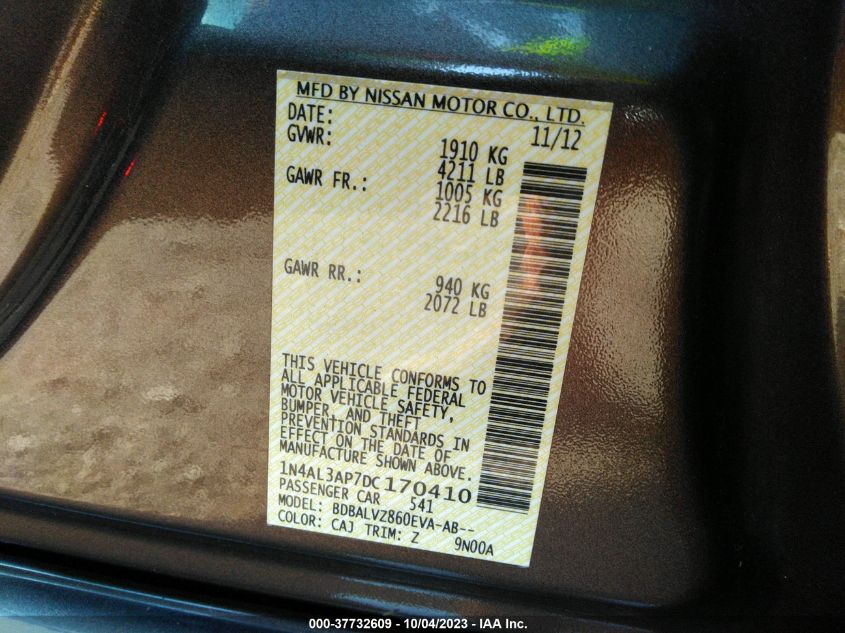 MFD BY NISSAN MOTOR CO., LTD.
DATE: 11/12
GVWR: 1910 KG
4211 LB
GAWR FR.: 1005 KG
2216 LB
GAWR RR.: 940 KG
2072 LB
THIS VEHICLE CONFORMS TO
ALL APPLICABLE FEDERAL
MOTOR VEHICLE SAFETY,
BUMPER, AND THEFT
PREVENTION STANDARDS IN
EFFECT ON THE DATE OF
MANUFACTURE SHOWN ABOVE.
1N4AL3AP7DC170410
PASSENGER CAR 541
MODEL: BDBALVZ860EVA-AB--
COLOR: CAJ TRIM: Z 9N00A
000-37732609 - 10/04/2023 - IAA Inc.